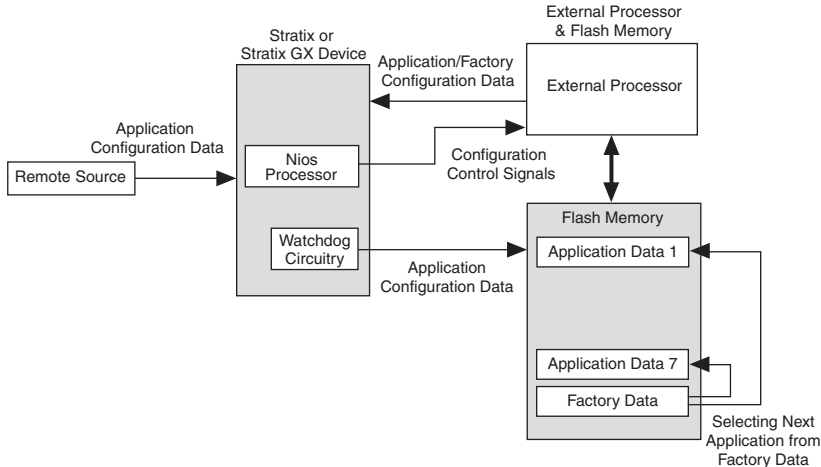 External Processor
& Flash Memory
Stratix or
Stratix GX Device
Application/Factory
Configuration Data
External Processor
Application
Configuration Data
Nios
Processor
Configuration
Control Signals
Remote Source
Flash Memory
Watchdog
Circuitry
Application Data 1
Application
Configuration Data
Application Data 7
Factory Data
Selecting Next
Application from
Factory Data